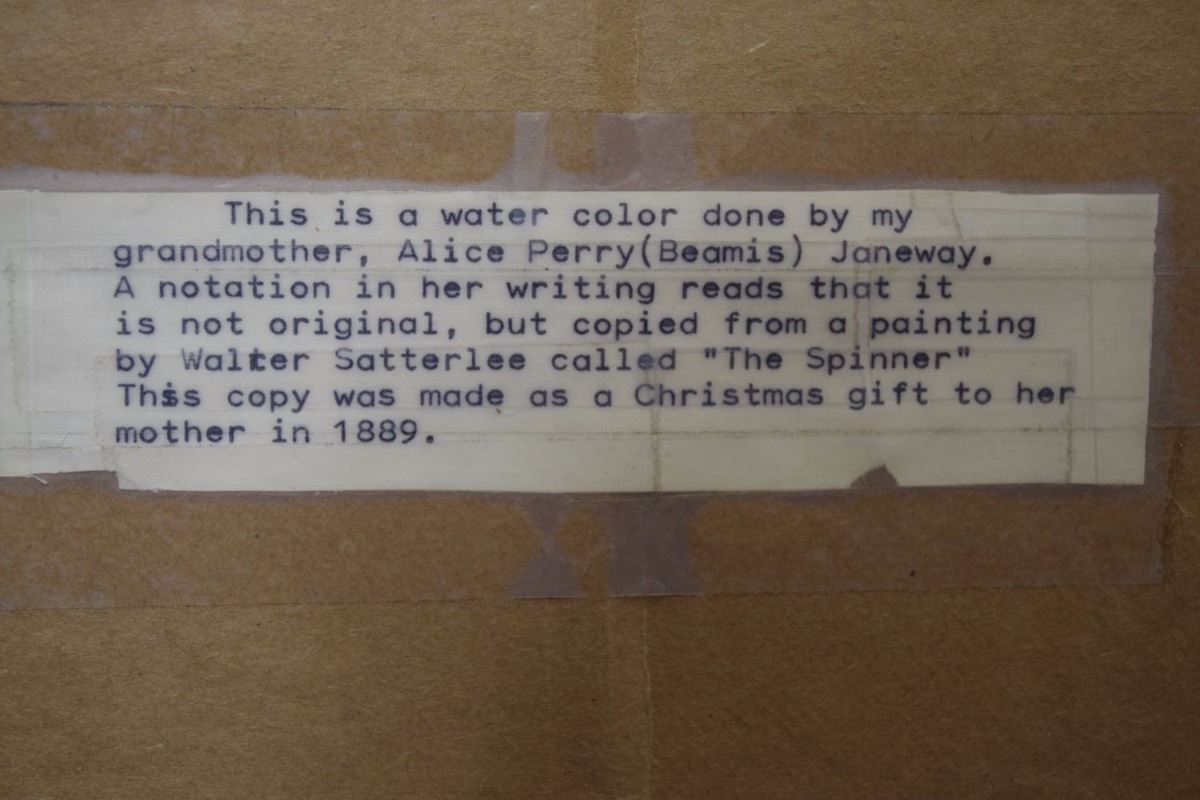 This is a water color done by my
grandmother, Alice Perry(Beamis) Janeway.
A notation in her writing reads that it
is not original, but copied from a painting
by Walter Satterlee called "The Spinner"
This copy was made as a Christmas gift to her
mother in 1889.